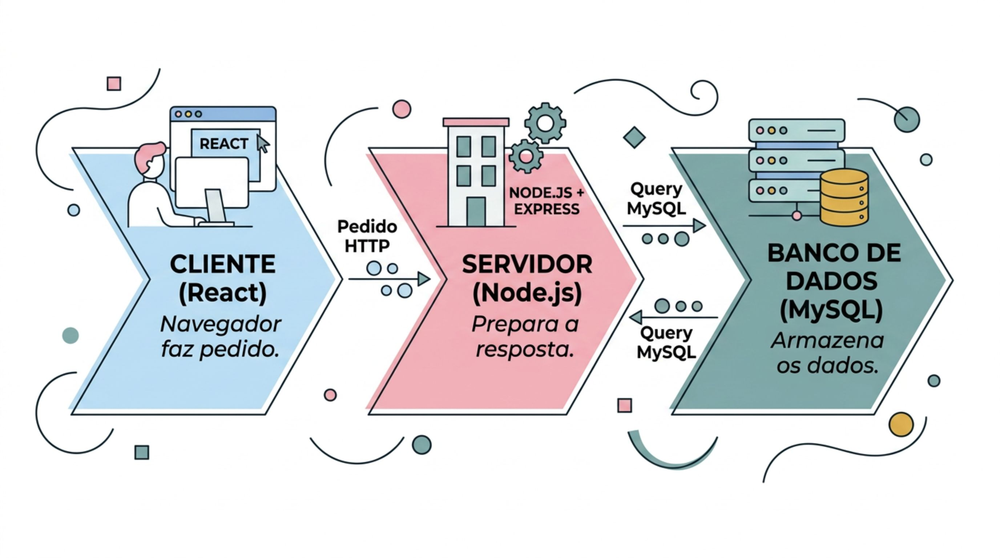 REACT
CLIENTE
(React)
Navegador
faz pedido.
Pedido
HTTP
NODE.JS +
EXPRESS
SERVIDOR
(Node.js)
Prepara a
resposta.
Query
MySQL
Query
MySQL
BANCO DE
DADOS
(MySQL)
Armazena
os dados.